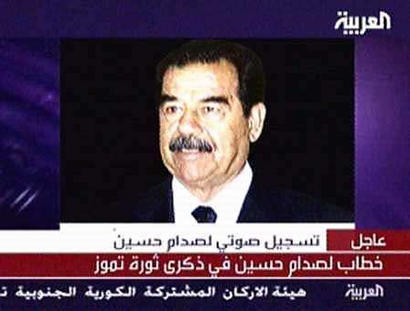 العربية
عاجل
تسجيل صوتي لصدام حسين
خطاب لصدام حسين في ذكرى ثورة تموز
العربية
هيئة الاركان المشتركة الكورية الجنوبية